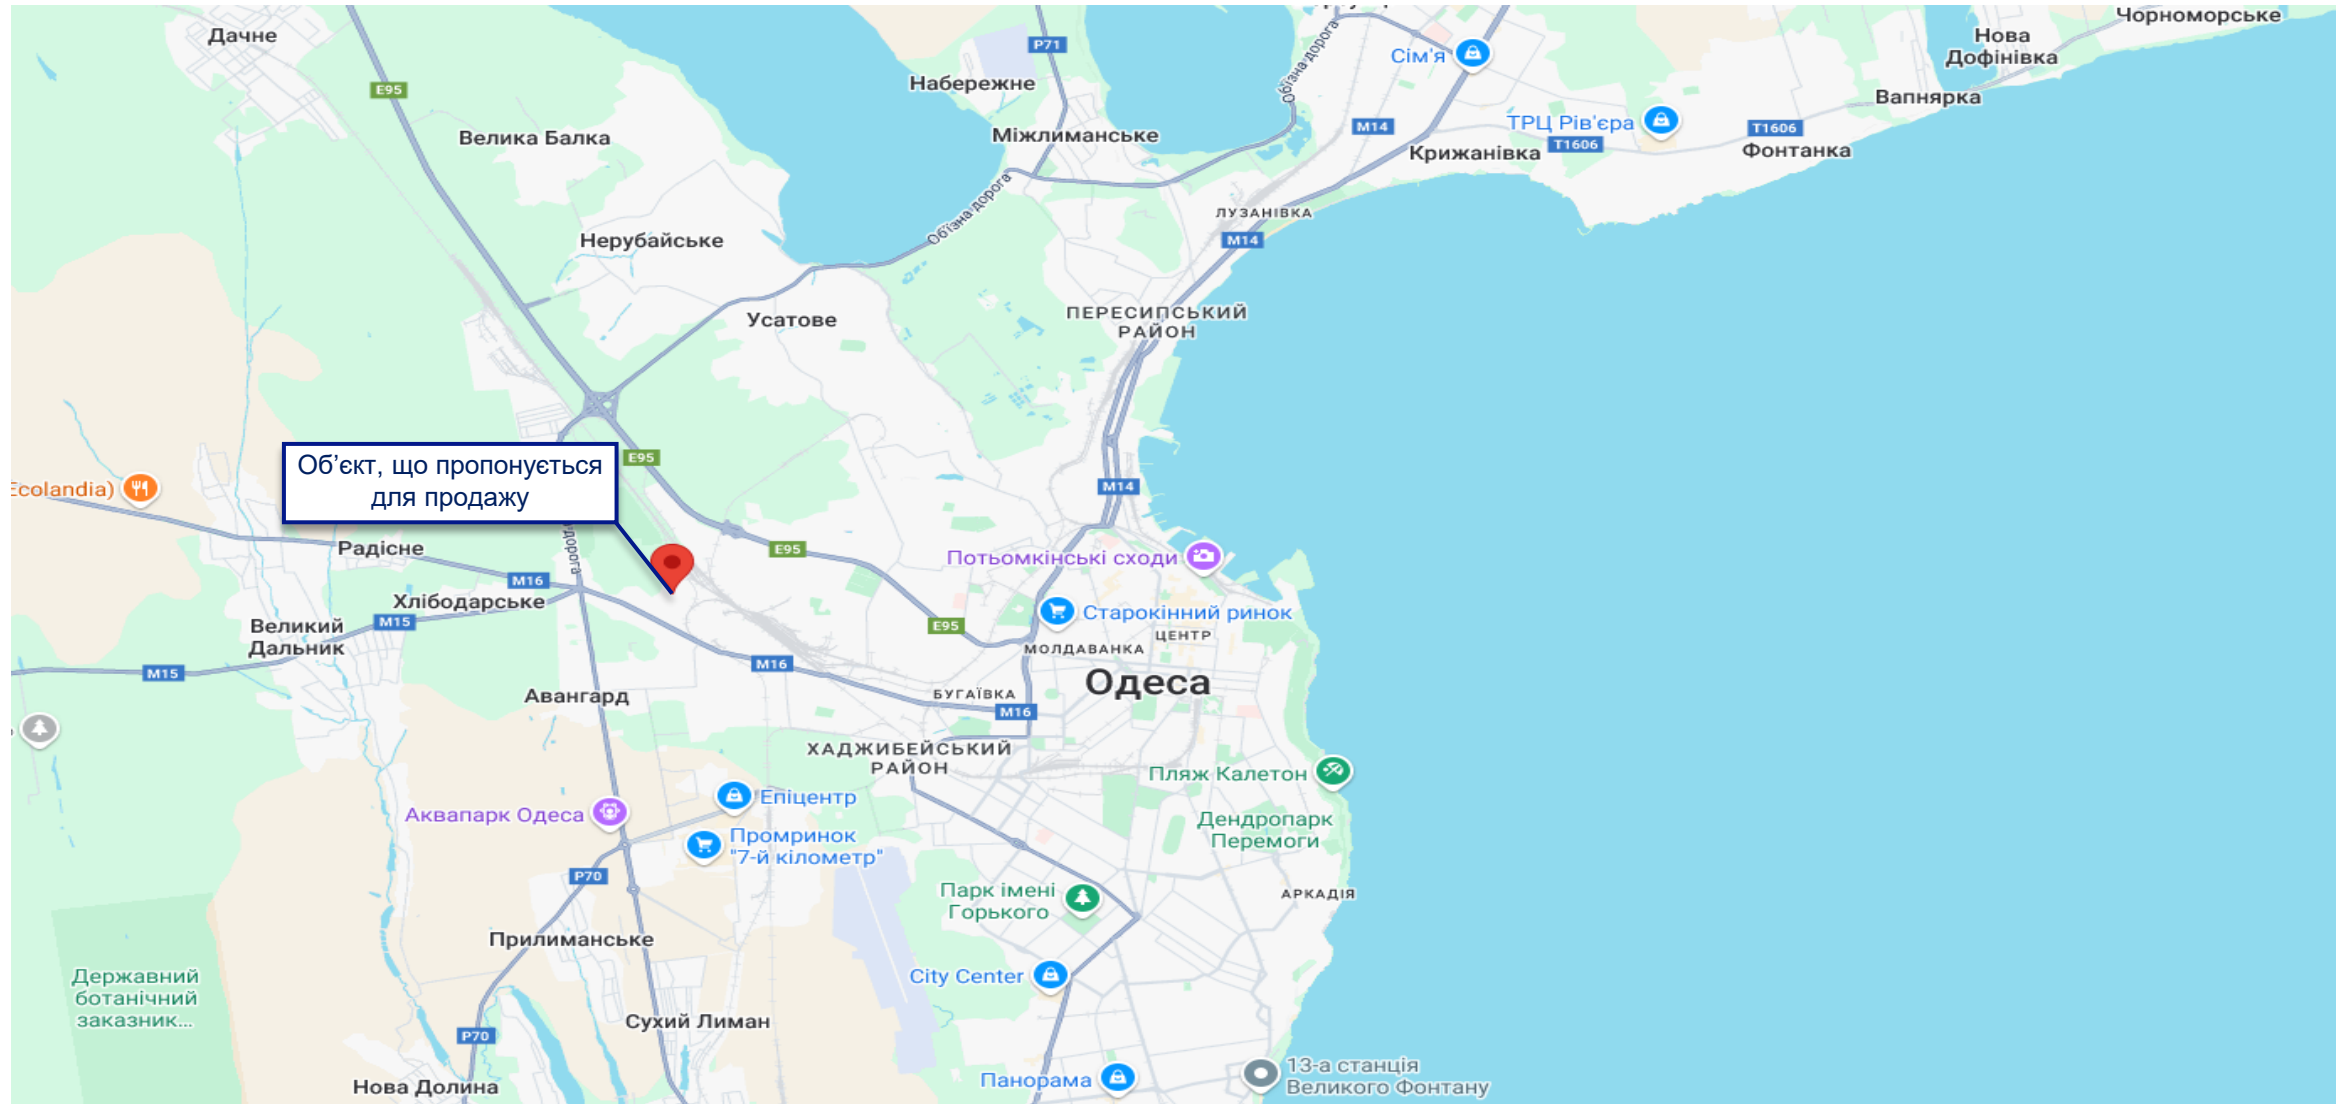 Дачне
P71
Набережне
Об'їзна дорога
Сім'я
Чорноморське
Нова
Дофінівка
E95
Вапнярка
Велика Балка
Міжлиманське
M14
ТРЦ Рів'єра
T1606
T1606
Крижанівка
Фонтанка
Об'їзна дорога
ЛУЗАНІВКА
M14
Нерубайське
Усатове
ПЕРЕСИПСЬКИЙ
РАЙОН
Об'єкт, що пропонується
для продажу
E95
Ecolandia)
M14
дорога
Радісне
E95
Потьомкінські сходи
M16
Хлібодарське
Старокінний ринок
M15
Великий
Дальник
E95
ЦЕНТР
МОЛДАВАНКА
M15
M16
Одеса
Авангард
БУГАЇВКА
M16
ХАДЖИБЕЙСЬКИЙ
РАЙОН
Пляж Калетон
Епіцентр
Аквапарк Одеса
Дендропарк
Перемоги
Промринок
"7-й кілометр"
P70
Парк імені
Горького
АРКАДІЯ
Прилиманське
Державний
ботанічний
заказник...
City Center
Сухий Лиман
P70
13-а станція
Великого Фонтану
Панорама
Нова Долина